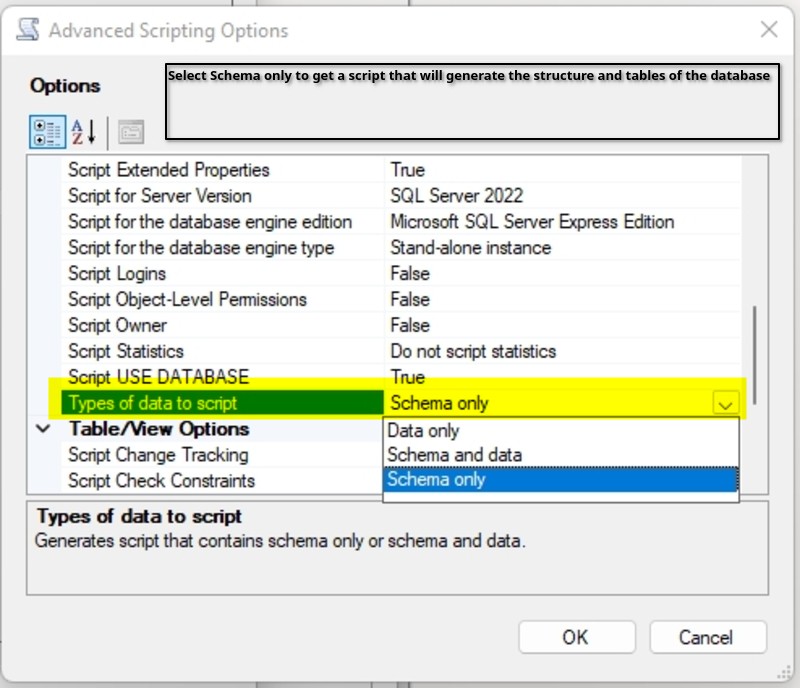 Advanced Scripting Options
Options
Select Schema only to get a script that will generate the structure and tables of the database
A
Z
Script Extended Properties True
Script for Server Version SQL Server 2022
Script for the database engine edition Microsoft SQL Server Express Edition
Script for the database engine type Stand-alone instance
Script Logins False
Script Object-Level Permissions False
Script Owner False
Script Statistics Do not script statistics
Script USE DATABASE True
Types of data to script Schema only
Table/View Options Data only
Script Change Tracking Schema and data
Script Check Constraints Schema only
Types of data to script
Generates script that contains schema only or schema and data.
OK Cancel